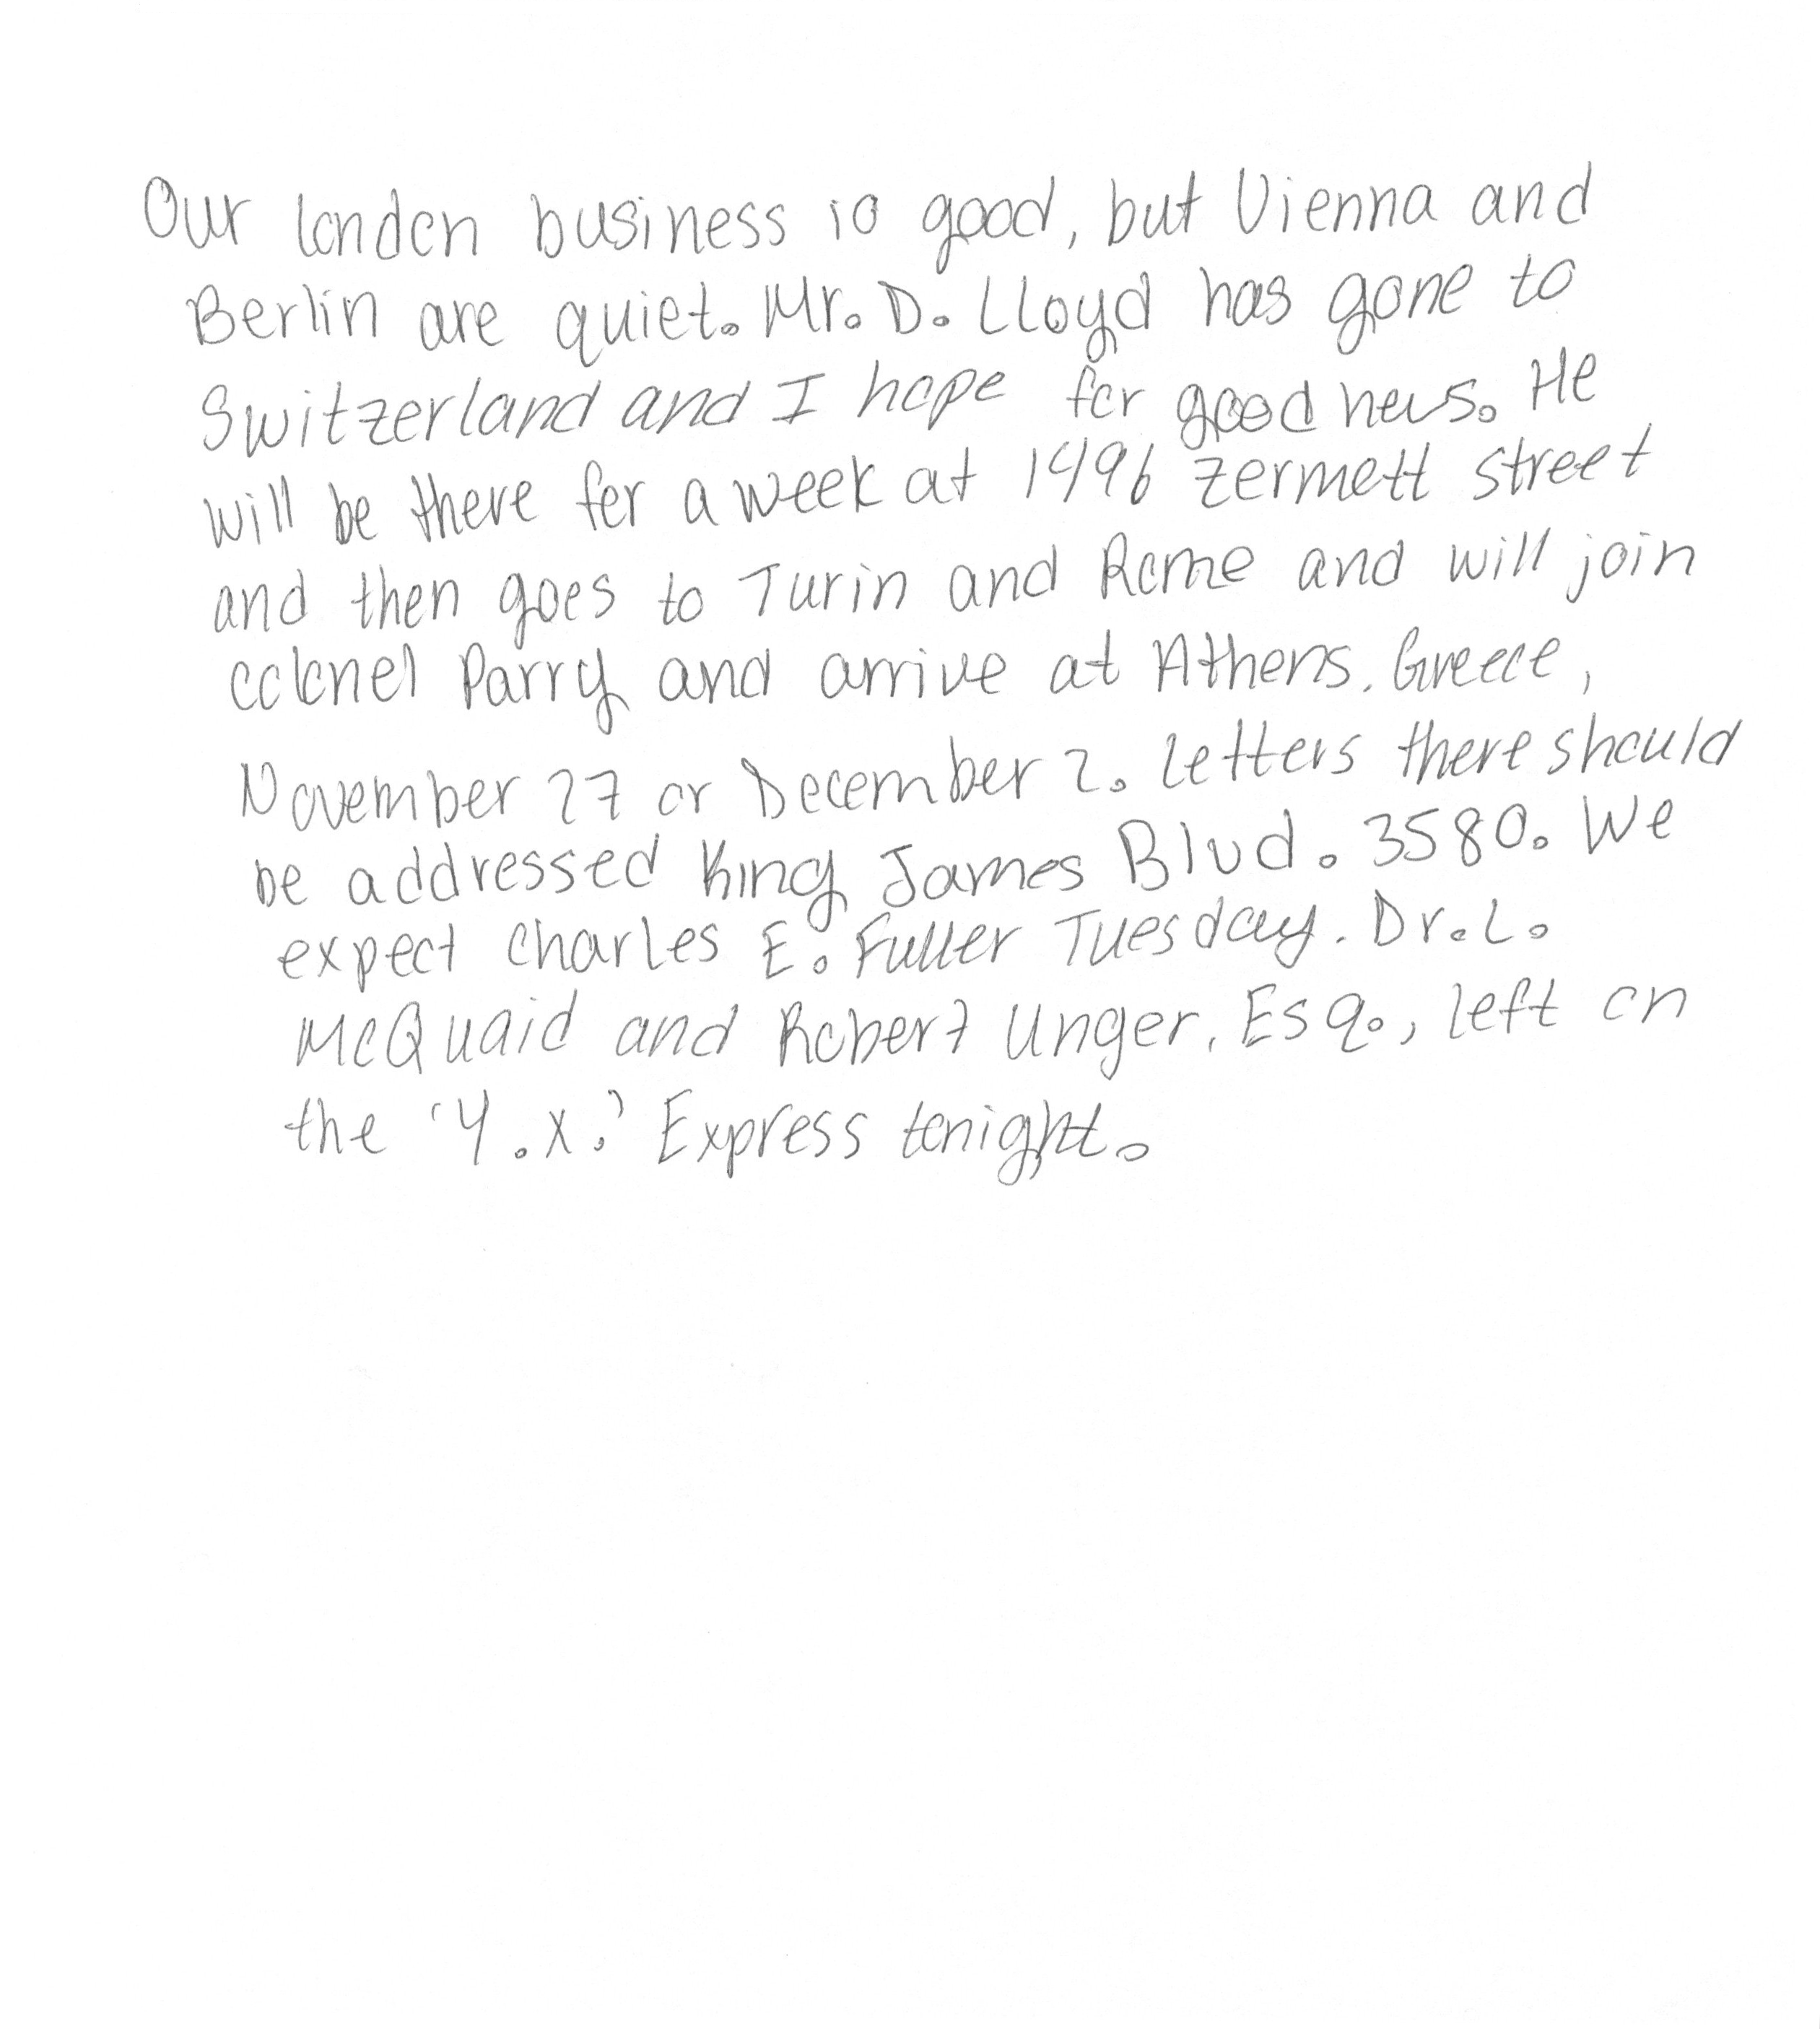 Our london business is good, but Vienna and
Berlin are quiet. Mr. D. Lloyd has gone to
Switzerland and I hope for good news. He
will be there for a week at 1496 zermott street
and then goes to Turin and Rome and will join
colonel Parry and arrive at Athens. Greece,
November 27 or December 2. letters there should
be addressed King James Blvd. 3580. We
expect charles E. Fuller Tuesday. Dr. L.
McQuaid and Robert Unger. Esq., left on
the 'Y.X.' Express tonight.